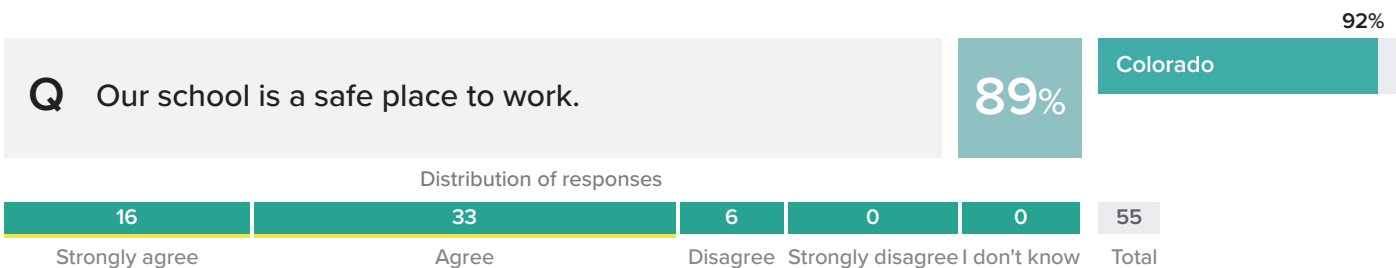 92%
Q Our school is a safe place to work.
89%
Colorado
Distribution of responses
16 33 6 0 0 55
Strongly agree Agree Disagree Strongly disagree I don't know Total